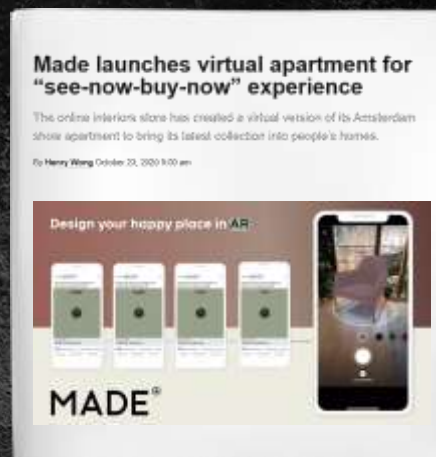 Made launches virtual apartment for
“see-now-buy-now” experience
The online interiors store has created a virtual version of its Amsterdam
show apartment to bring its latest collection into people's homes.
By Henry Wong October 23, 2020 9:00 am
Design your happy place in AR
MADE